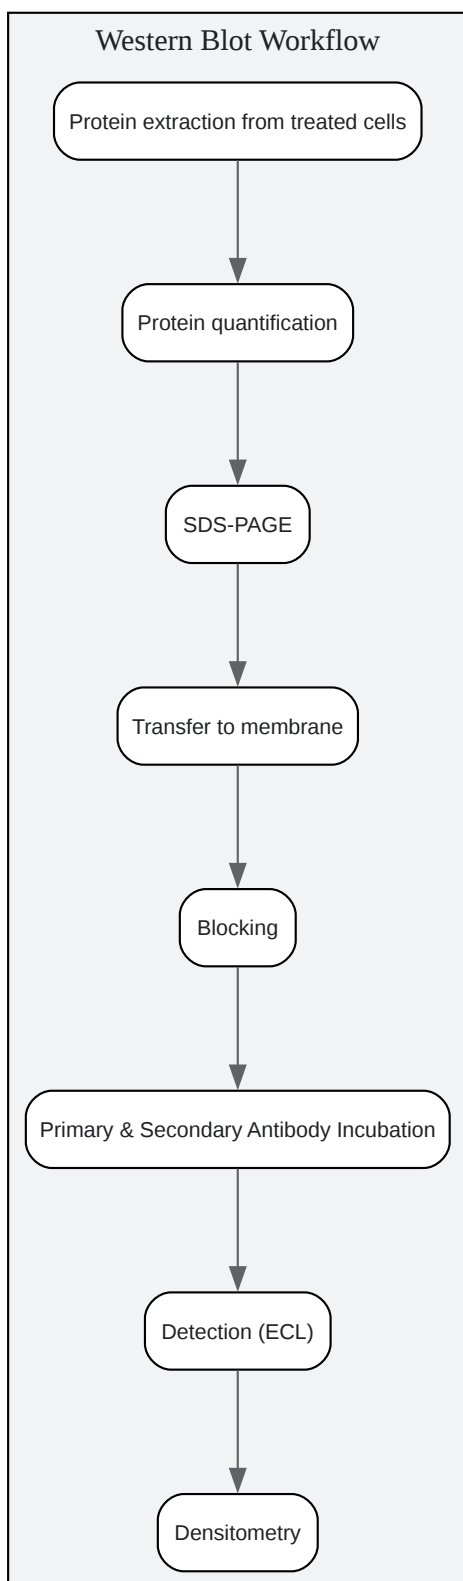 Western Blot Workflow
Protein extraction from treated cells
Protein quantification
SDS-PAGE
Transfer to membrane
Blocking
Primary & Secondary Antibody Incubation
Detection (ECL)
Densitometry